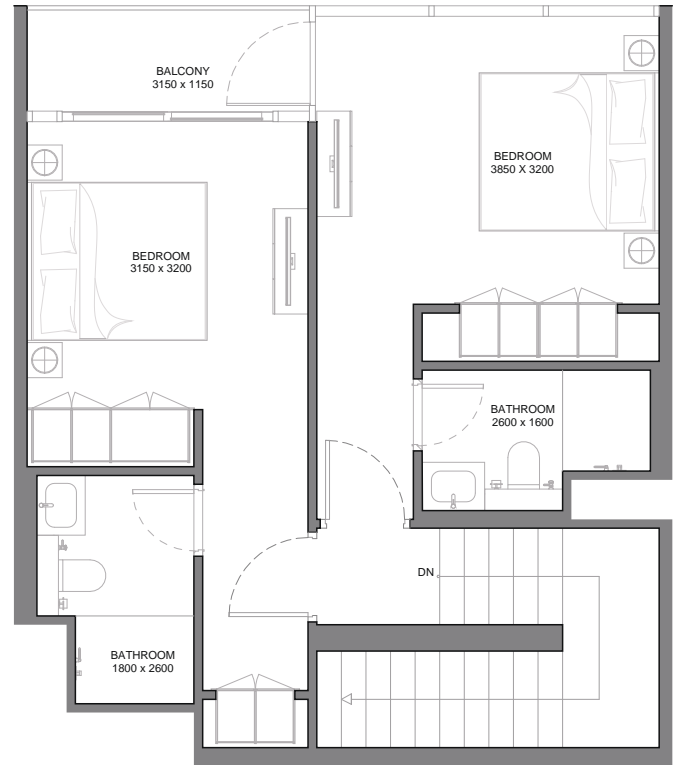 BALCONY
3150 x 1150
BEDROOM
3850 X 3200
BEDROOM
3150 x 3200
BATHROOM
2600 x 1600
DN
BATHROOM
1800 x 2600